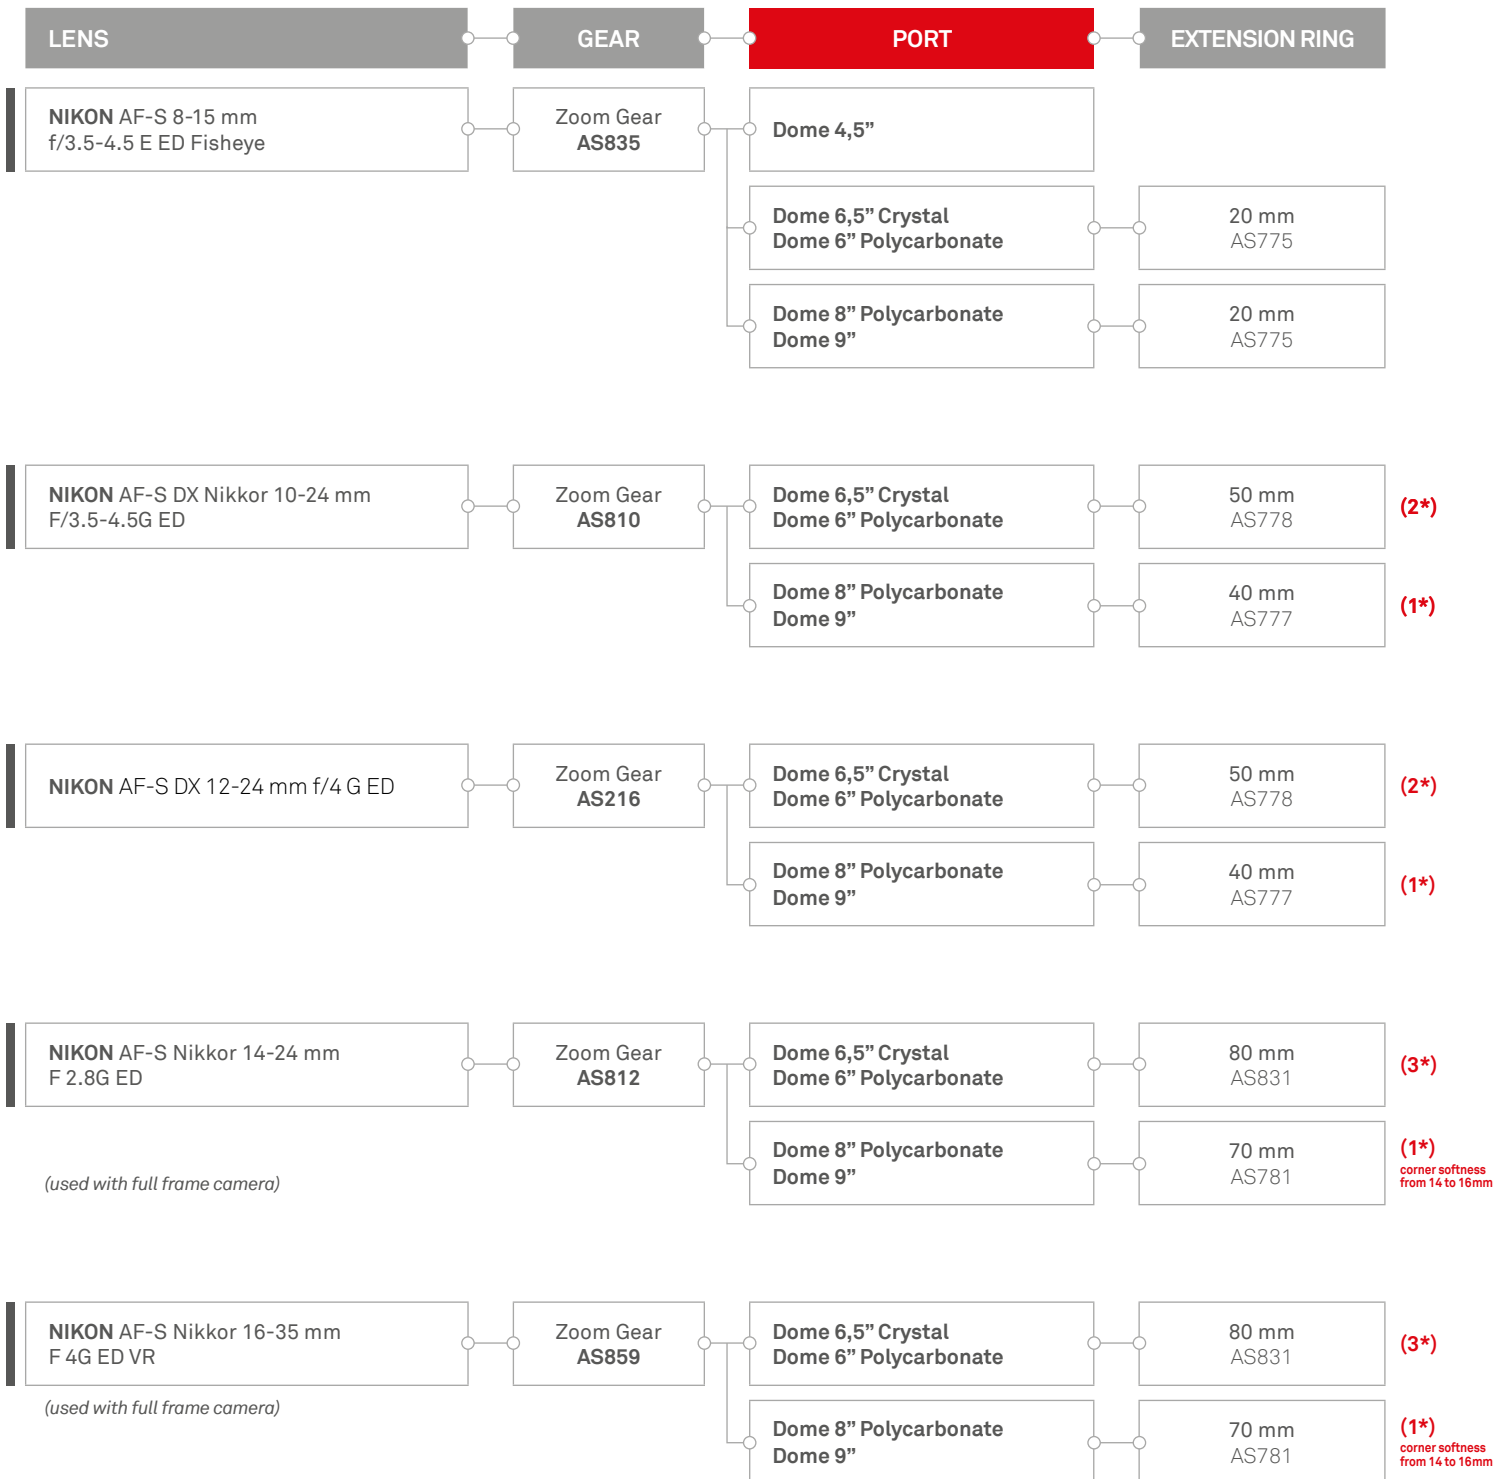 LENS
GEAR
PORT
EXTENSION RING
NIKON AF-S 8-15 mm
f/3.5-4.5 E ED Fisheye
Zoom Gear
AS835
Dome 4,5”
Dome 6,5” Crystal
Dome 6” Polycarbonate
20 mm
AS775
Dome 8” Polycarbonate
Dome 9”
20 mm
AS775
NIKON AF-S DX Nikkor 10-24 mm
F/3.5-4.5G ED
Zoom Gear
AS810
Dome 6,5” Crystal
Dome 6” Polycarbonate
50 mm
AS778
(2*)
Dome 8” Polycarbonate
Dome 9”
40 mm
AS777
(1*)
NIKON AF-S DX 12-24 mm f/4 G ED
Zoom Gear
AS216
Dome 6,5” Crystal
Dome 6” Polycarbonate
50 mm
AS778
(2*)
Dome 8” Polycarbonate
Dome 9”
40 mm
AS777
(1*)
NIKON AF-S Nikkor 14-24 mm
F 2.8G ED
Zoom Gear
AS812
Dome 6,5” Crystal
Dome 6” Polycarbonate
80 mm
AS831
(3*)
(used with full frame camera)
Dome 8” Polycarbonate
Dome 9”
70 mm
AS781
(1*)
corner softness
from 14 to 16mm
NIKON AF-S Nikkor 16-35 mm
F 4G ED VR
Zoom Gear
AS859
Dome 6,5” Crystal
Dome 6” Polycarbonate
80 mm
AS831
(3*)
(used with full frame camera)
Dome 8” Polycarbonate
Dome 9”
70 mm
AS781
(1*)
corner softness
from 14 to 16mm